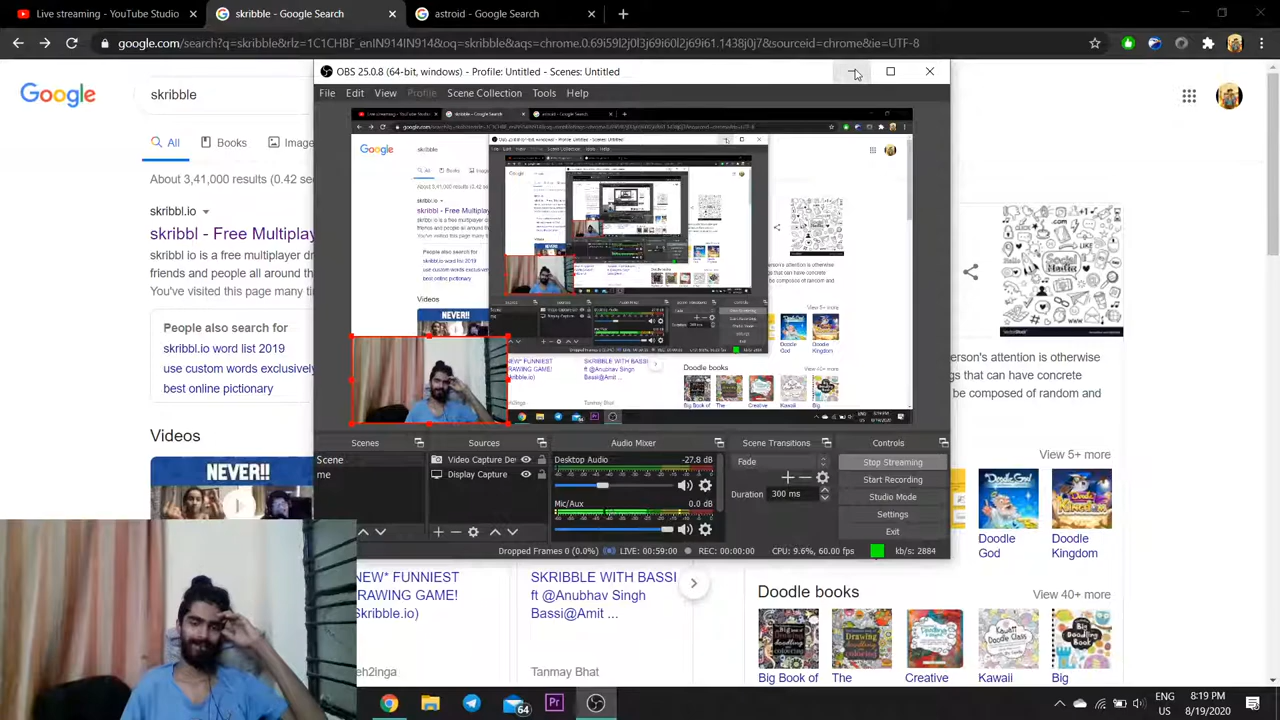 Live streaming - YouTube Studio
skribble - Google Search
astroid - Google Search
google.com/search?q=skribble&rlz=1C1CHBF_enIN914IN914&oq=skribble&aqs=chrome.0.69i59l2j0l3j69i60l2j69i61.1438j0j7&sourceid=chrome&ie=UTF-8
OBS 25.0.8 (64-bit, windows) - Profile: Untitled - Scenes: Untitled
File Edit View Profile Scene Collection Tools Help
Google
skribble
All
Books
Image
About 3,41,000 results (0.42 se
skribbl.io
skribbl - Free Multiplay
skribbl io is a free multipl
friends and people all around th
You've visited this page many ti
People also search for
skribbl.io word list 2019
use custom words exclusively
best online pictionary
Videos
NEVER!!
erson's attention is otherwise
gs that can have concrete
be composed of random and
View 5+ more
Doodle
God
Doodle
Kingdom
Scenes
Sources
Audio Mixer
Scene Transitions
Controls
Scene
me
Video Capture De
Display Capture
Desktop Audio
-27.8 dB
Mic/Aux
0.0 dB
Fade
Duration 300 ms
Stop Streaming
Start Recording
Studio Mode
Settings
Exit
Dropped Frames 0 (0.0%)
LIVE: 00:59:00
REC: 00:00:00
CPU: 9.6%, 60.00 fps
kb/s: 2884
NEW* FUNNIEST
RAWING GAME!
Skribble.io)
eh2inga
SKRIBBLE WITH BASSI
ft @Anubhav Singh
Bassi@Amit ...
Tanmay Bhat
Doodle books
View 40+ more
Big Book of
The
Creative
Kawaii
Big
64
ENG
US
8:19 PM
8/19/2020